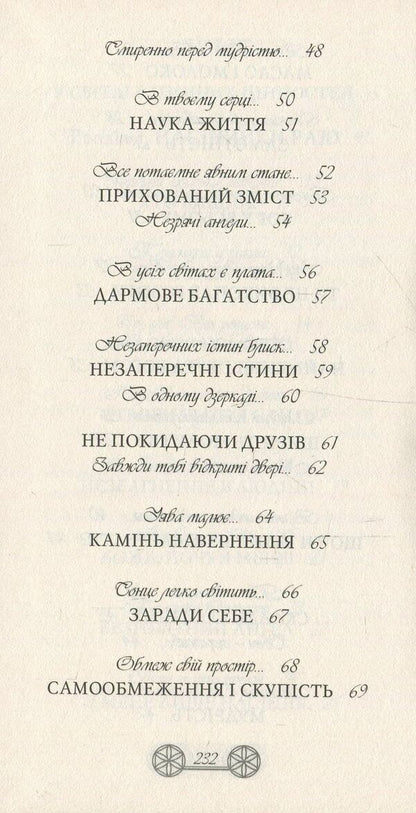 Смиренно перед мудрістю... 48
В твоєму серці... 50
НАУКА ЖИТТЯ 51
Все потаємне явним стане... 52
ПРИХОВАНИЙ ЗМІСТ 53
Незрячі ангели... 54
В усіх світах є плата... 56
ДАРМОВЕ БАГАТСТВО 57
Незаперечних істин блиск... 58
НЕЗАПЕРЕЧНІ ІСТИНИ 59
В одному дзеркалі... 60
НЕ ПОКИДАЮЧИ ДРУЗІВ 61
Завжди тобі відкриті двері... 62
Уява малює... 64
КАМІНЬ НАВЕРНЕННЯ 65
Сонце легко світить... 66
ЗАРАДИ СЕБЕ 67
Обмеж свій простір... 68
САМООБМЕЖЕННЯ І СКУПІСТЬ 69
232